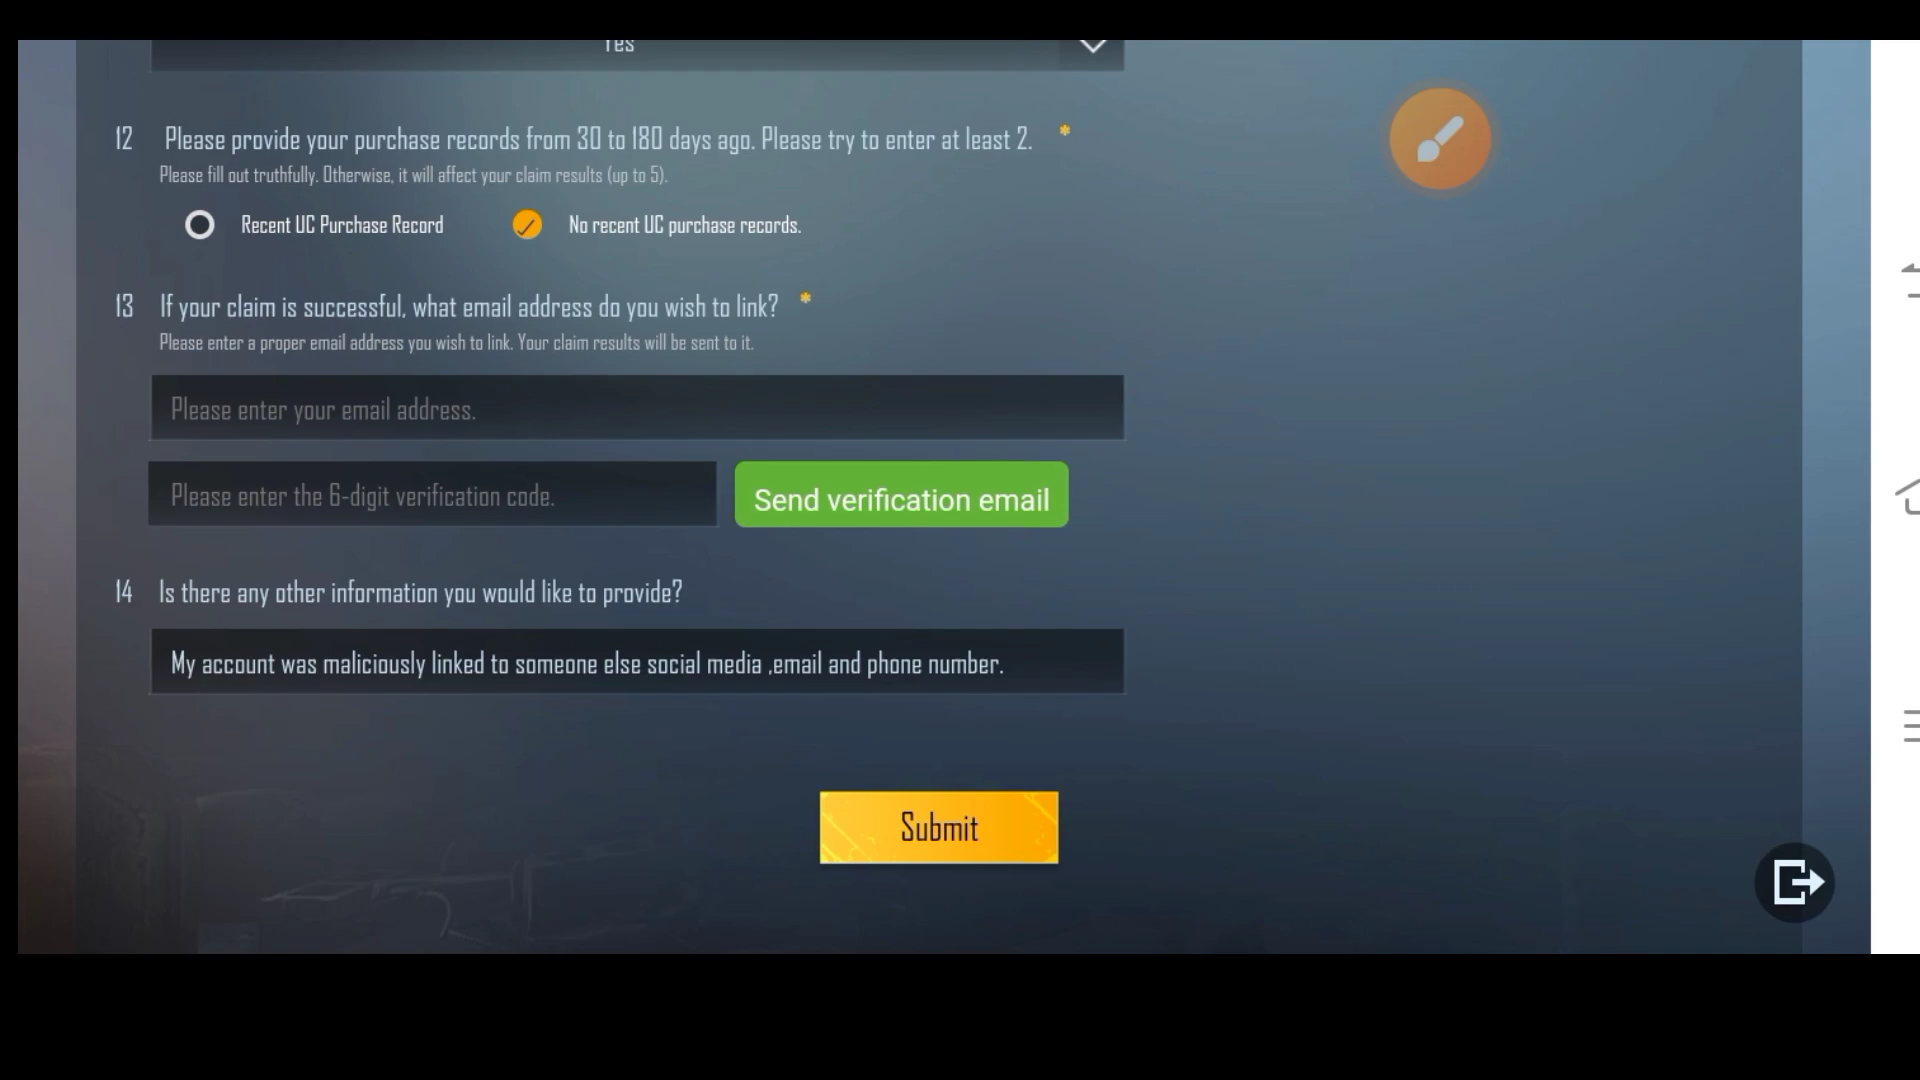 Yes
12 Please provide your purchase records from 30 to 180 days ago. Please try to enter at least 2. *
Please fill out truthfully. Otherwise, it will affect your claim results (up to 5).
Recent UC Purchase Record No recent UC purchase records.
13 If your claim is successful, what email address do you wish to link? *
Please enter a proper email address you wish to link. Your claim results will be sent to it.
Please enter your email address.
Please enter the 6-digit verification code. Send verification email
14 Is there any other information you would like to provide?
My account was maliciously linked to someone else social media ,email and phone number.
Submit